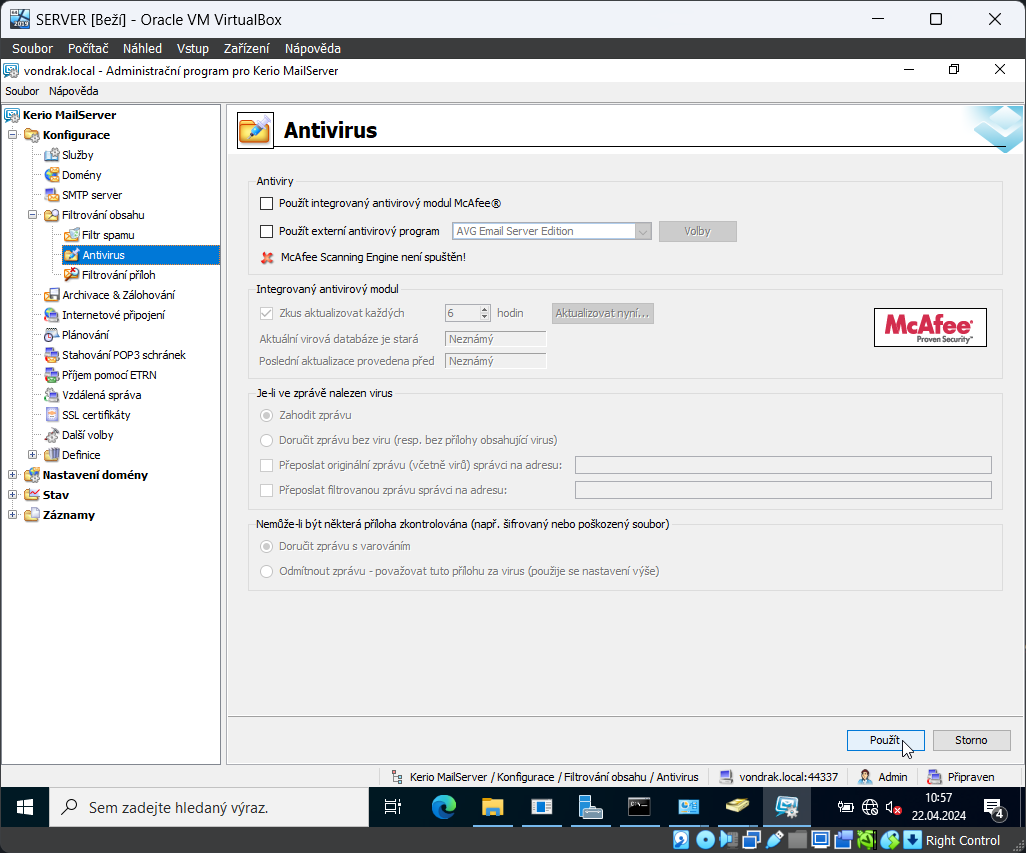 SERVER [Beží] - Oracle VM VirtualBox
Soubor Počítač Náhled Vstup Zařízení Nápověda
vondrak.local - Administrační program pro Kerio MailServer
Soubor Nápověda
Kerio MailServer
Konfigurace
Služby
Domény
SMTP server
Filtrování obsahu
Filtr spamu
Antivirus
Filtrování příloh
Archivace & Zálohování
Internetové připojení
Plánování
Stahování POP3 schránek
Příjem pomocí ETRN
Vzdálená správa
SSL certifikáty
Další volby
Definice
Nastavení domény
Stav
Záznamy
Antivirus
Antiviry
Použít integrovaný antivirový modul McAfee®
Použít externí antivirový program AVG Email Server Edition Volby
McAfee Scanning Engine není spuštěn!
Integrovaný antivirový modul
Zkus aktualizovat každých 6 hodin Aktualizovat nyní...
Aktuální virová databáze je stará Neznámý
Poslední aktualizace provedena před Neznámý
McAfee®
Proven Security™
Je-li ve zprávě nalezen virus
Zahodit zprávu
Doručit zprávu bez viru (resp. bez přílohy obsahující virus)
Přeposlat originální zprávu (včetně virů) správci na adresu:
Přeposlat filtrovanou zprávu správci na adresu:
Nemůže-li být některá příloha zkontrolována (např. šifrovaný nebo poškozený soubor)
Doručit zprávu s varováním
Odmítnout zprávu - považovat tuto přílohu za virus (použije se nastavení výše)
Použít Storno
Kerio MailServer / Konfigurace / Filtrování obsahu / Antivirus vondrak.local:44337 Admin Připraven
Sem zadejte hledaný výraz.
10:57
22.04.2024
4
Right Control